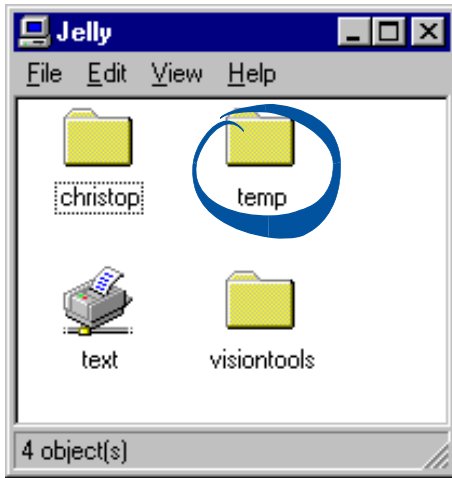 Jelly
File Edit View Help
christop temp
text visiontools
4 object(s)